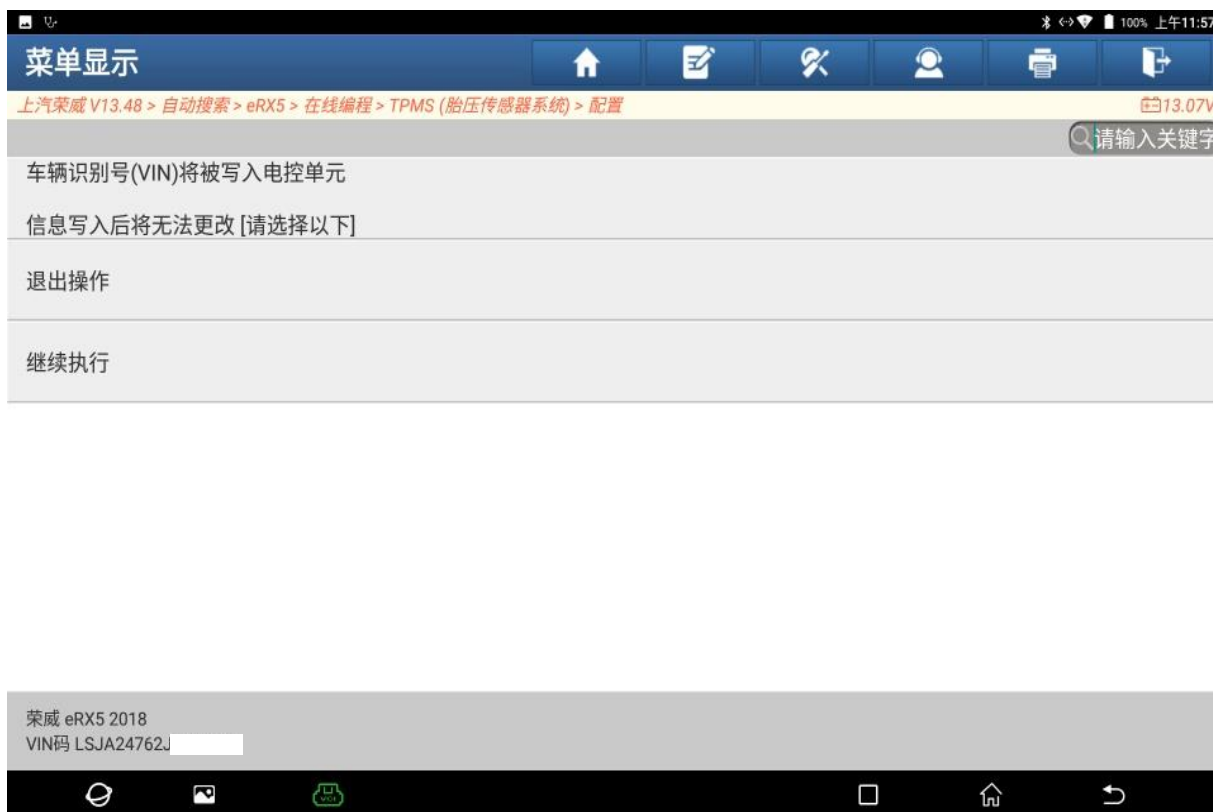 100% 上午11:57
菜单显示
上汽荣威 V13.48 > 自动搜索 > eRX5 > 在线编程 > TPMS (胎压传感器系统) > 配置
13.07V
请输入关键字
车辆识别号(VIN)将被写入电控单元
信息写入后将无法更改 [请选择以下]
退出操作
继续执行
荣威 eRX5 2018
VIN码 LSJA24762J
VCI